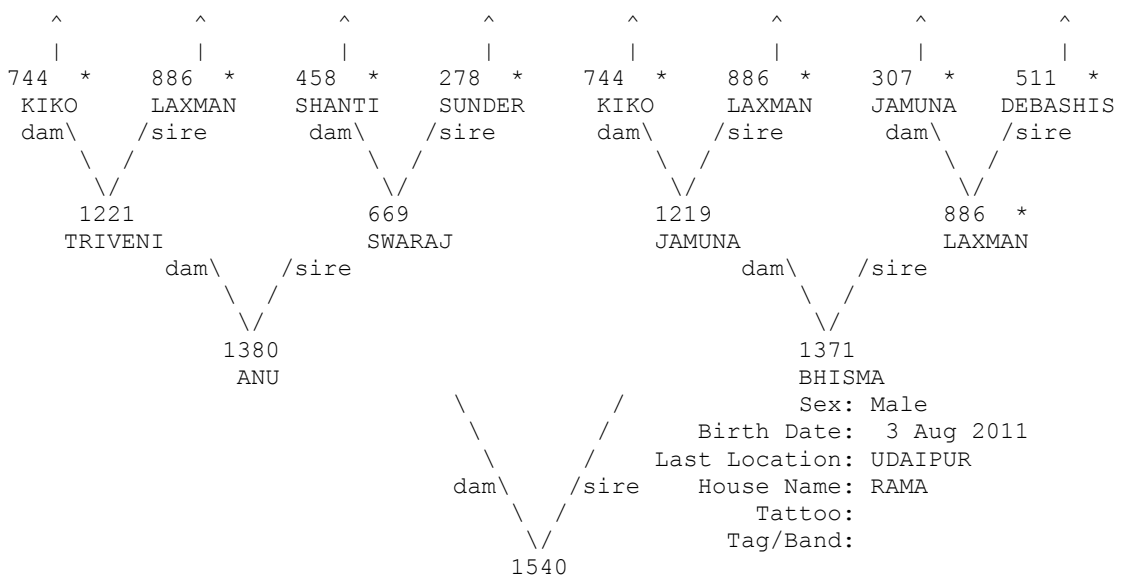 ^ ^ ^ ^ ^ ^ ^ ^
| | | | | | | |
744 * 886 * 458 * 278 * 744 * 886 * 307 * 511 *
KIKO LAXMAN SHANTI SUNDER KIKO LAXMAN JAMUNA DEBASHIS
dam\ /sire dam\ /sire dam\ /sire dam\ /sire
\ / \ / \ / \ /
\/ \/ \/ \/
1221 669 1219 886 *
TRIVENI SWARAJ JAMUNA LAXMAN
dam\ /sire dam\ /sire
\ / \ /
\/ \/
1380 1371
ANU BHISMA
\ / Sex: Male
\ / Birth Date: 3 Aug 2011
\ / Last Location: UDAIPUR
dam\ /sire House Name: RAMA
\ / Tattoo:
\/ Tag/Band:
1540